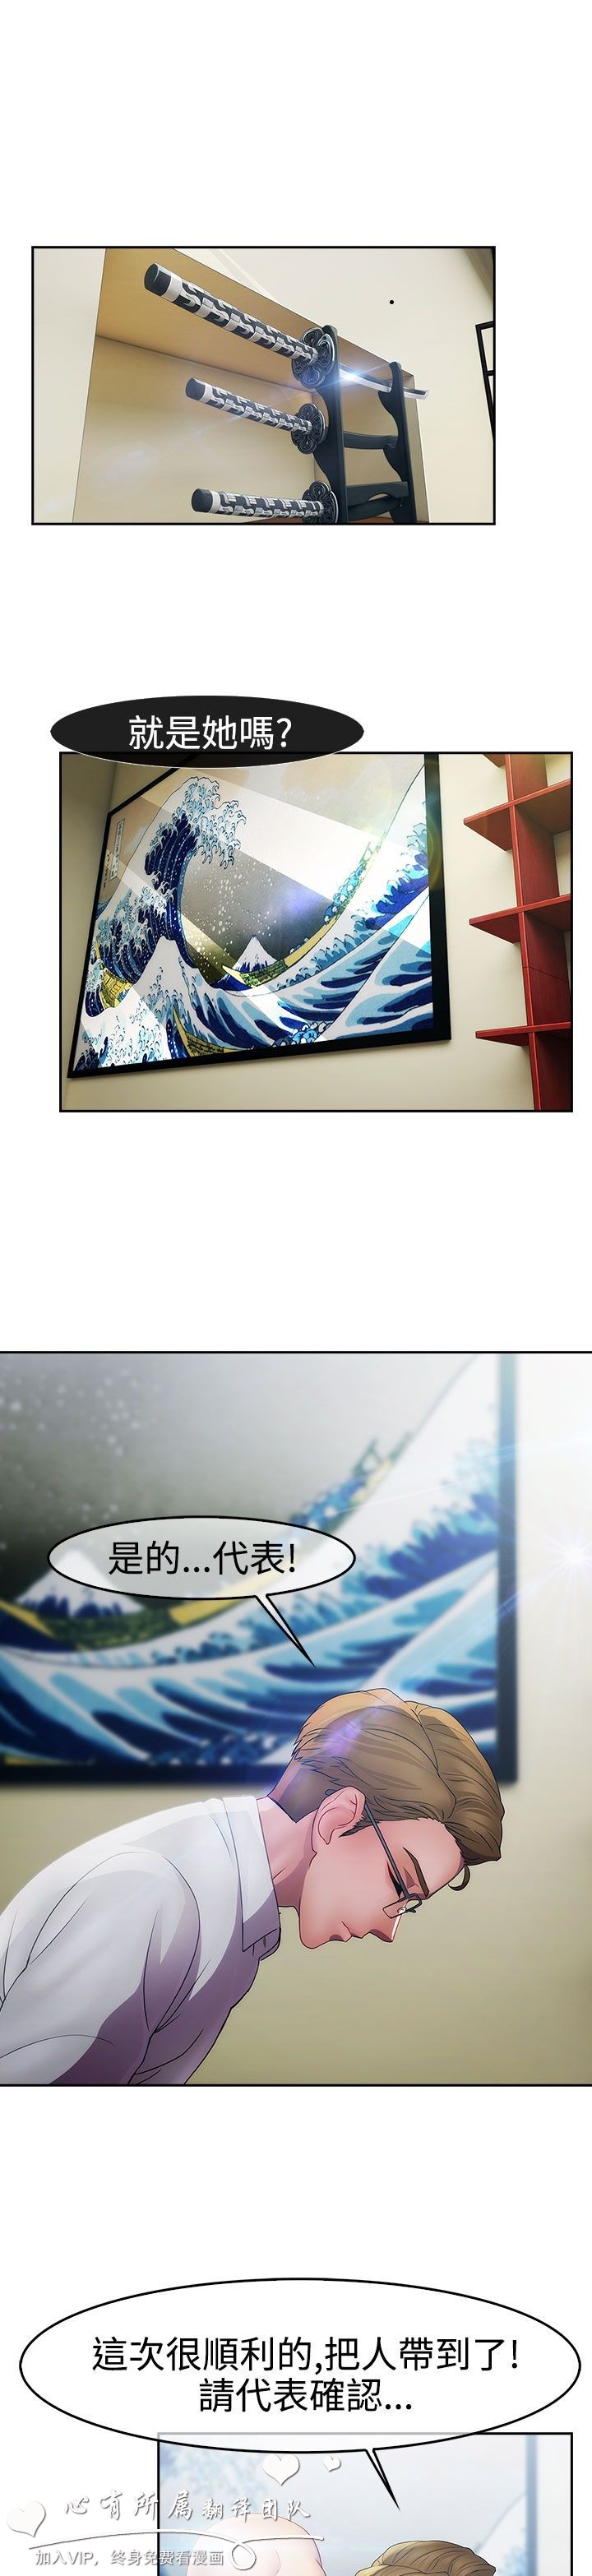 就是她嗎?
是的...代表!
這次很順利的,把人帶到了!
請代表確認...
心有所属翻译团队
加入VIP，终身免费看漫画